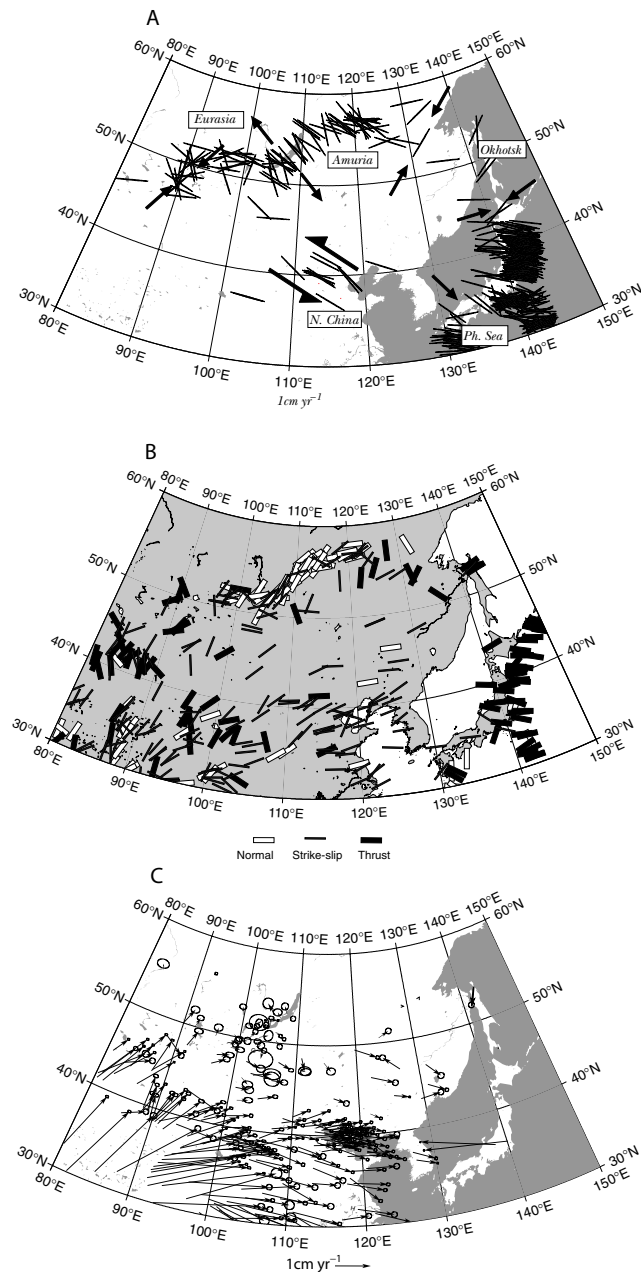 A
80°E 90°E 100°E 110°E 120°E 130°E 140°E 150°E
60°N 60°N
50°N 50°N
40°N 40°N
30°N 30°N
Eurasia
Amuria
Okhotsk
N. China
Ph. Sea
80°E 90°E 100°E 110°E 120°E 130°E 140°E 150°E
1cm yr⁻¹
B
80°E 90°E 100°E 110°E 120°E 130°E 140°E 150°E
60°N 60°N
50°N 50°N
40°N 40°N
30°N 30°N
80°E 90°E 100°E 110°E 120°E 130°E 140°E 150°E
Normal Strike-slip Thrust
C
80°E 90°E 100°E 110°E 120°E 130°E 140°E 150°E
60°N 60°N
50°N 50°N
40°N 40°N
30°N 30°N
80°E 90°E 100°E 110°E 120°E 130°E 140°E 150°E
1cm yr⁻¹